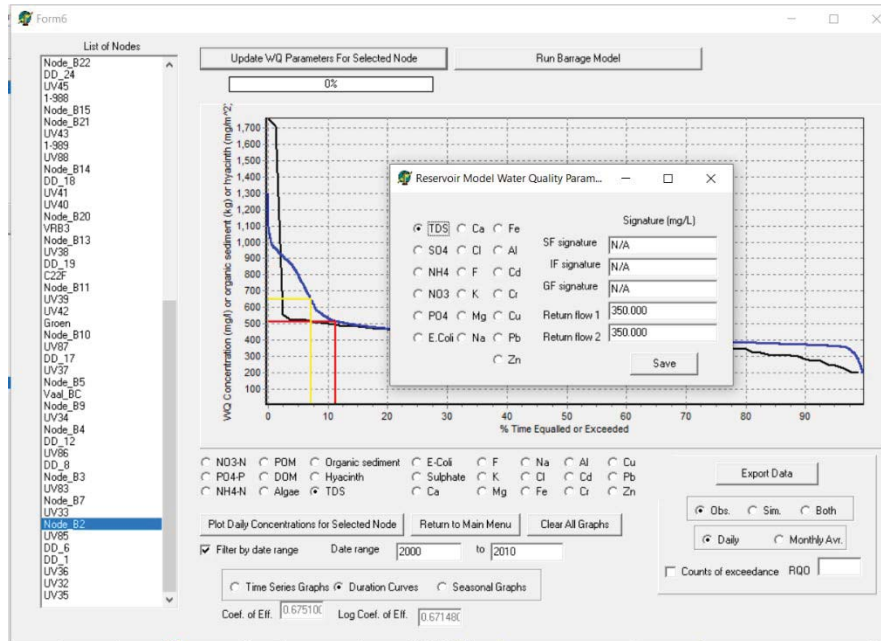 Form6
List of Nodes
Node_B22
DD_24
UV45
1-988
Node_B15
Node_B21
UV43
1-989
UV88
Node_B14
DD_18
UV41
UV40
Node_B20
VRB3
Node_B13
UV38
DD_19
C22F
Node_B11
UV39
UV42
Groen
Node_B10
UV87
DD_17
UV37
Node_B5
Vaal_BC
Node_B9
UV34
Node_B4
DD_12
UV86
DD_8
Node_B3
UV83
Node_B7
UV33
Node_B2
UV85
DD_6
DD_1
UV36
UV32
UV35
Update WQ Parameters For Selected Node
Run Barrage Model
0%
WQ Concentration (mg/l) or organic sediment (kg) or hyacinth (mg/m^2)
1,700
1,600
1,500
1,400
1,300
1,200
1,100
1,000
900
800
700
600
500
400
300
200
100
0 10 20 30 40 50 60 70 80 90
% Time Equalled or Exceeded
Reservoir Model Water Quality Param...
Signature (mg/L)
TDS Ca Fe
SO4 Cl Al
NH4 F Cd
NO3 K Cr
PO4 Mg Cu
E.Coli Na Pb
Zn
SF signature N/A
IF signature N/A
GF signature N/A
Return flow 1 350.000
Return flow 2 350.000
Save
NO3-N POM Organic sediment E-Coli F Na Al Cu
PO4-P DOM Hyacinth Sulphate K Cl Cd Pb
NH4-N Algae TDS Ca Mg Fe Cr Zn
Plot Daily Concentrations for Selected Node
Return to Main Menu
Clear All Graphs
Filter by date range Date range 2000 to 2010
Time Series Graphs Duration Curves Seasonal Graphs
Coef. of Eff. 0.67510 Log Coef. of Eff. 0.67148
Export Data
Obs. Sim. Both
Daily Monthly Avr.
Counts of exceedance RQO